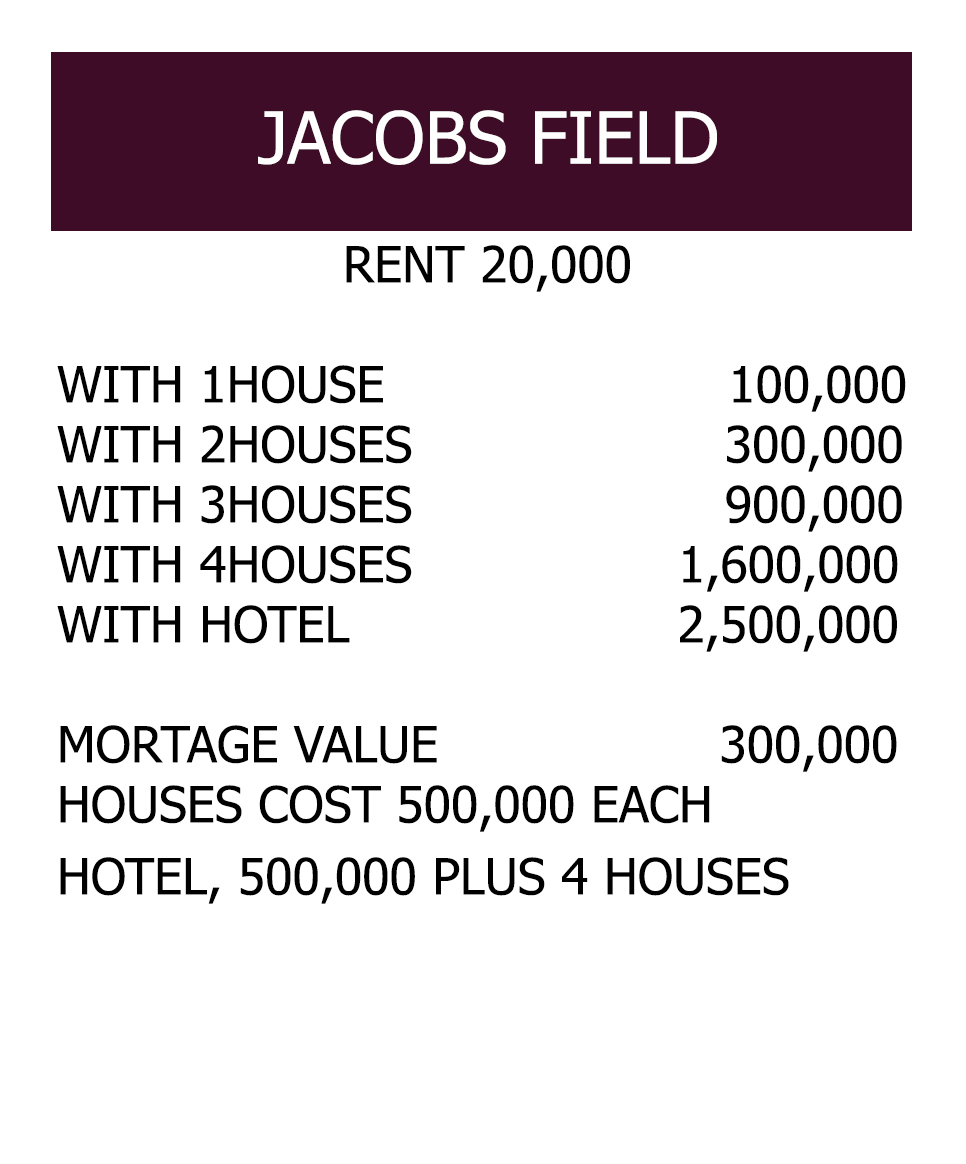 JACOBS FIELD
RENT 20,000
WITH 1HOUSE 100,000
WITH 2HOUSES 300,000
WITH 3HOUSES 900,000
WITH 4HOUSES 1,600,000
WITH HOTEL 2,500,000
MORTAGE VALUE 300,000
HOUSES COST 500,000 EACH
HOTEL, 500,000 PLUS 4 HOUSES